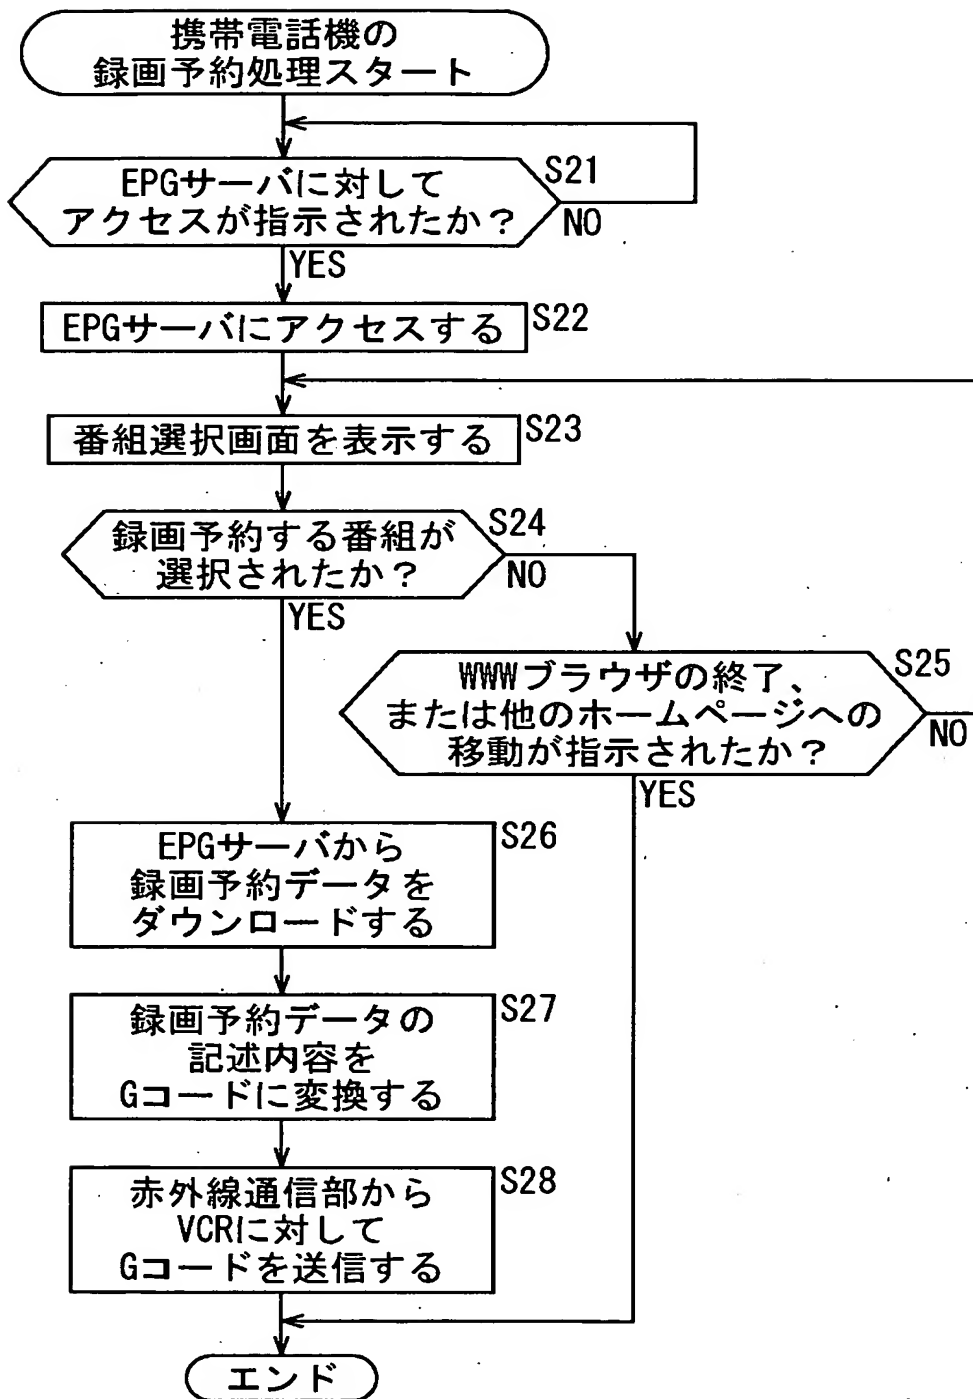 携帯電話機の
録画予約処理スタート
EPGサーバに対して
アクセスが指示されたか？
S21
NO
YES
EPGサーバにアクセスする
S22
番組選択画面を表示する
S23
録画予約する番組が
選択されたか？
S24
NO
YES
WWWブラウザの終了、
または他のホームページへの
移動が指示されたか？
S25
NO
YES
EPGサーバから
録画予約データを
ダウンロードする
S26
録画予約データの
記述内容を
Gコードに変換する
S27
赤外線通信部から
VCRに対して
Gコードを送信する
S28
エンド